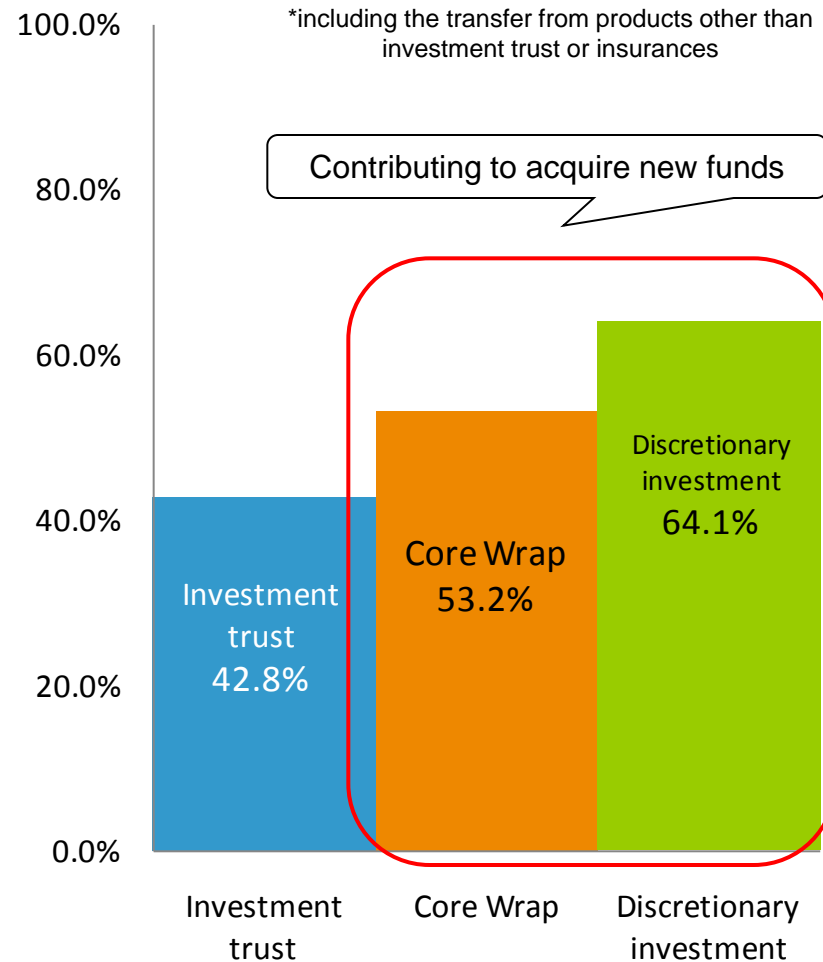 *including the transfer from products other than
investment trust or insurances
Contributing to acquire new funds
100.0%
80.0%
60.0%
40.0%
20.0%
0.0%
Investment
trust
42.8%
Core Wrap
53.2%
Discretionary
investment
64.1%
Investment
trust
Core Wrap
Discretionary
investment